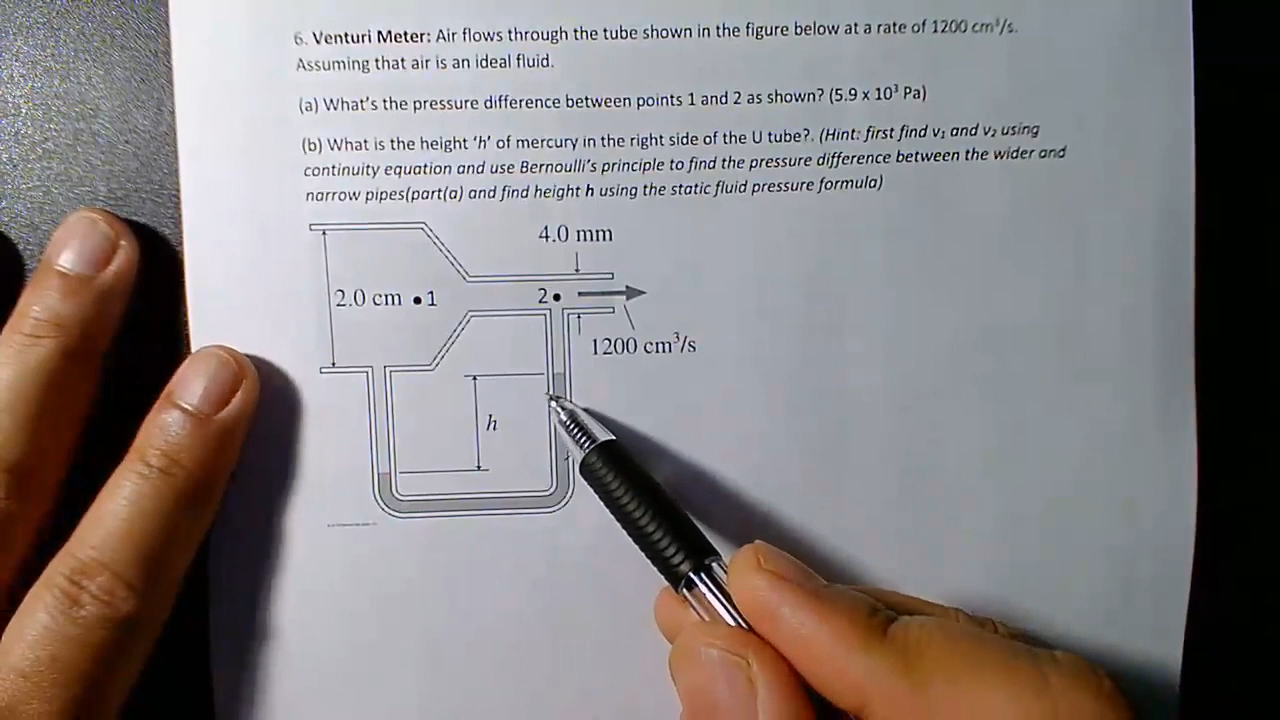 6. Venturi Meter: Air flows through the tube shown in the figure below at a rate of 1200 cm³/s.
Assuming that air is an ideal fluid.
(a) What's the pressure difference between points 1 and 2 as shown? (5.9 x 10³ Pa)
(b) What is the height 'h' of mercury in the right side of the U tube?. (Hint: first find v₁ and v₂ using
continuity equation and use Bernoulli's principle to find the pressure difference between the wider and
narrow pipes(part(a) and find height h using the static fluid pressure formula)
4.0 mm
2.0 cm •1
2•
1200 cm³/s
h